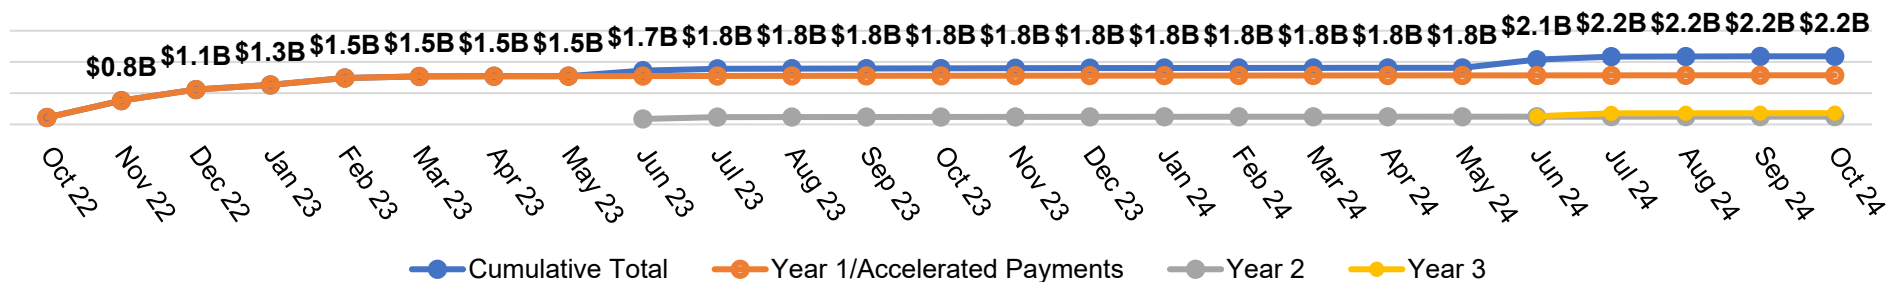 $0.8B $1.1B $1.3B $1.5B $1.5B $1.5B $1.5B $1.7B $1.8B $1.8B $1.8B $1.8B $1.8B $1.8B $1.8B $1.8B $1.8B $1.8B $1.8B $2.1B $2.2B $2.2B $2.2B $2.2B
Oct 22
Nov 22
Dec 22
Jan 23
Feb 23
Mar 23
Apr 23
May 23
Jun 23
Jul 23
Aug 23
Sep 23
Oct 23
Nov 23
Dec 23
Jan 24
Feb 24
Mar 24
Apr 24
May 24
Jun 24
Jul 24
Aug 24
Sep 24
Oct 24
Cumulative Total Year 1/Accelerated Payments Year 2 Year 3